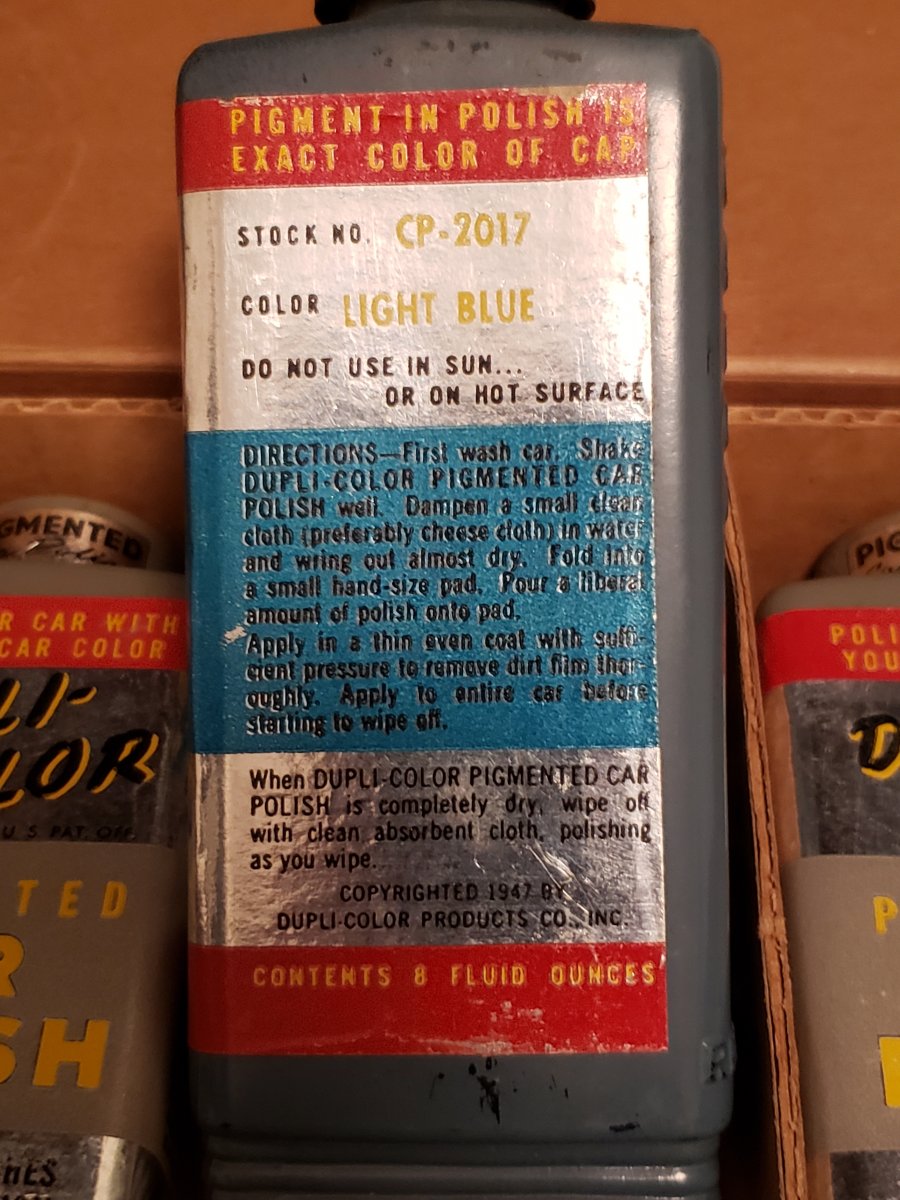 PIGMENT IN POLISH IS
EXACT COLOR OF CAP
STOCK NO. CP-2017
COLOR LIGHT BLUE
DO NOT USE IN SUN...
OR ON HOT SURFACE
DIRECTIONS—First wash car. Shake
DUPLI-COLOR PIGMENTED CAR
POLISH well. Dampen a small clean
cloth (preferably cheese cloth) in water
and wring out almost dry. Fold into
a small hand-size pad. Pour a liberal
amount of polish onto pad.
Apply in a thin even coat with suffi-
cient pressure to remove dirt film thor-
oughly. Apply to entire car before
starting to wipe off.
When DUPLI-COLOR PIGMENTED CAR
POLISH is completely dry, wipe off
with clean absorbent cloth, polishing
as you wipe.
COPYRIGHTED 1947 BY
DUPLI-COLOR PRODUCTS CO., INC.
CONTENTS 8 FLUID OUNCES
GMENTED
R CAR WITH
CAR COLOR
LI-
LOR
U S PAT. OFF.
TED
R
SH
HES
PIG
POLI
YOU
D
P